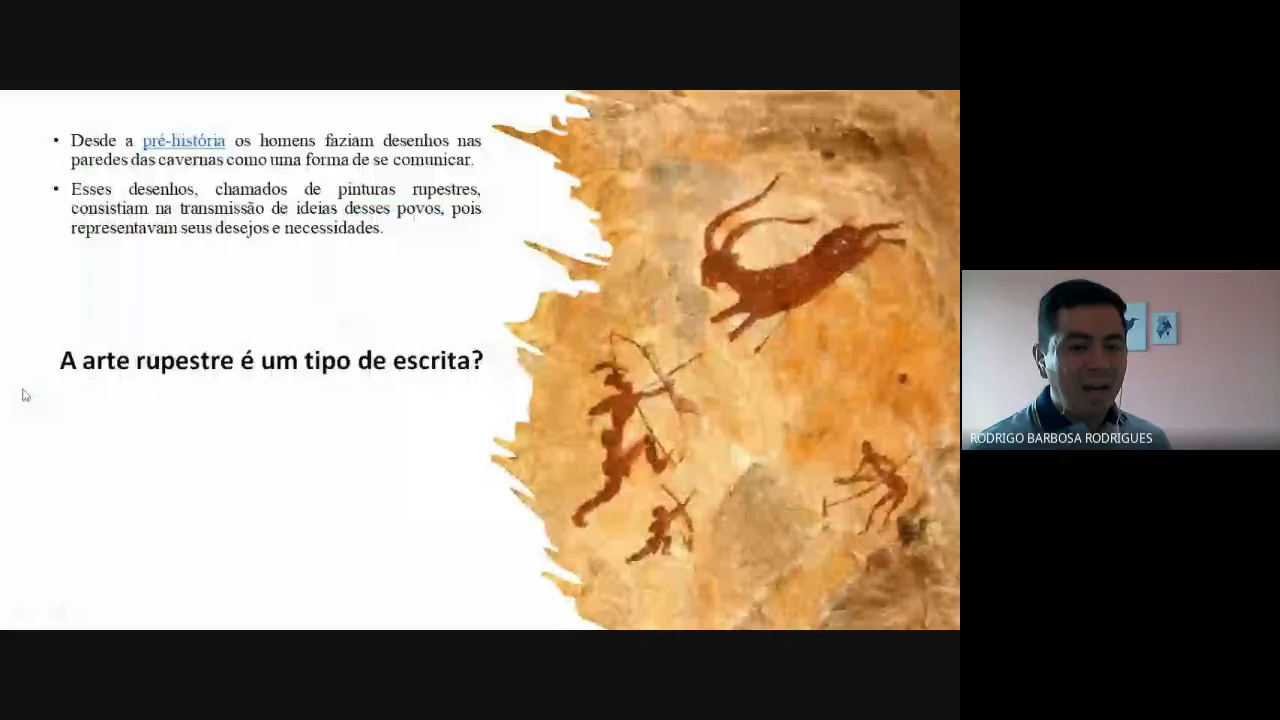 • Desde a pré-história os homens faziam desenhos nas
paredes das cavernas como uma forma de se comunicar.
• Esses desenhos, chamados de pinturas rupestres,
consistiam na transmissão de ideias desses povos, pois
representavam seus desejos e necessidades.
A arte rupestre é um tipo de escrita?
RODRIGO BARBOSA RODRIGUES